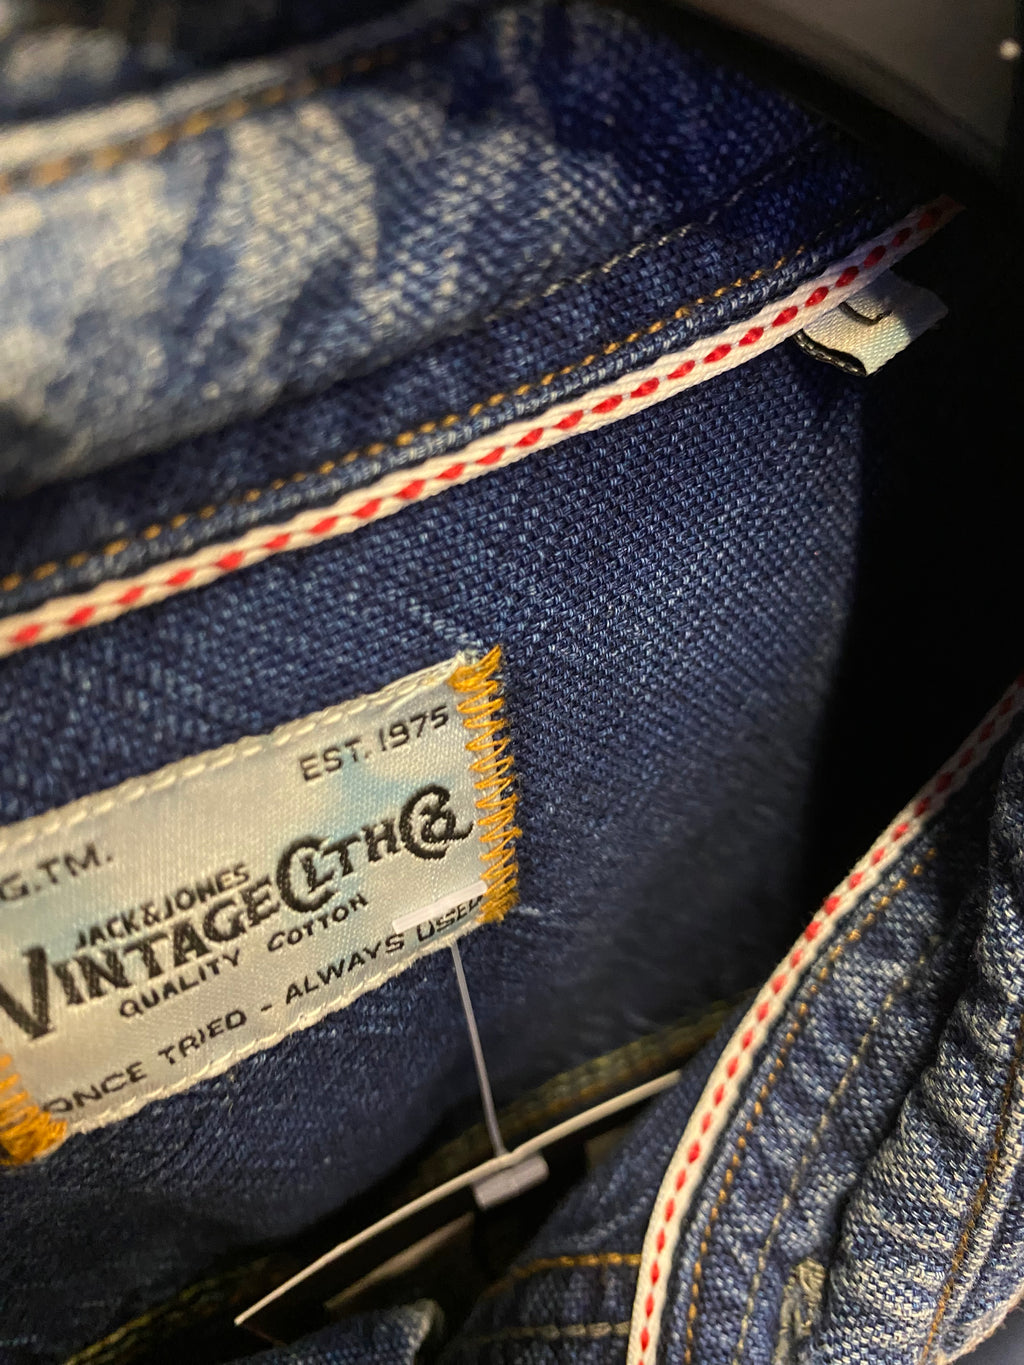 EST. 1975
G.TM.
JACK&JONES
VINTAGE CLTH CO
QUALITY COTTON
ONCE TRIED - ALWAYS USED